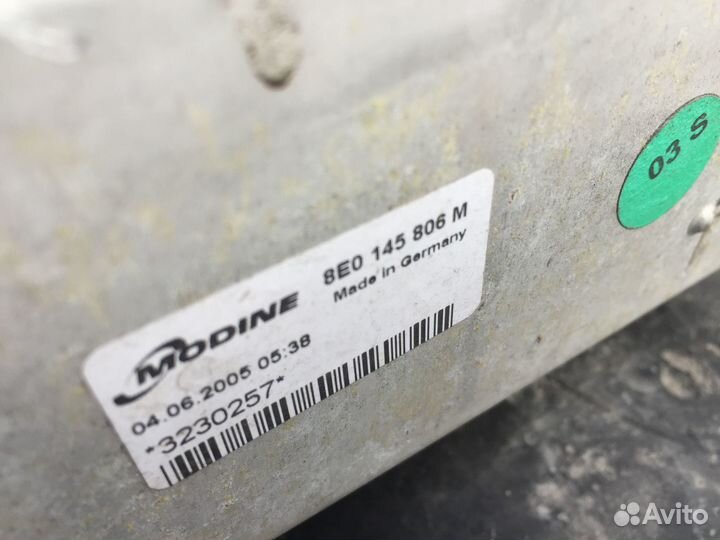 MODINE
8E0 145 806 M
Made in Germany
04.06.2005 05:38
*3230257*
03 S
Avito